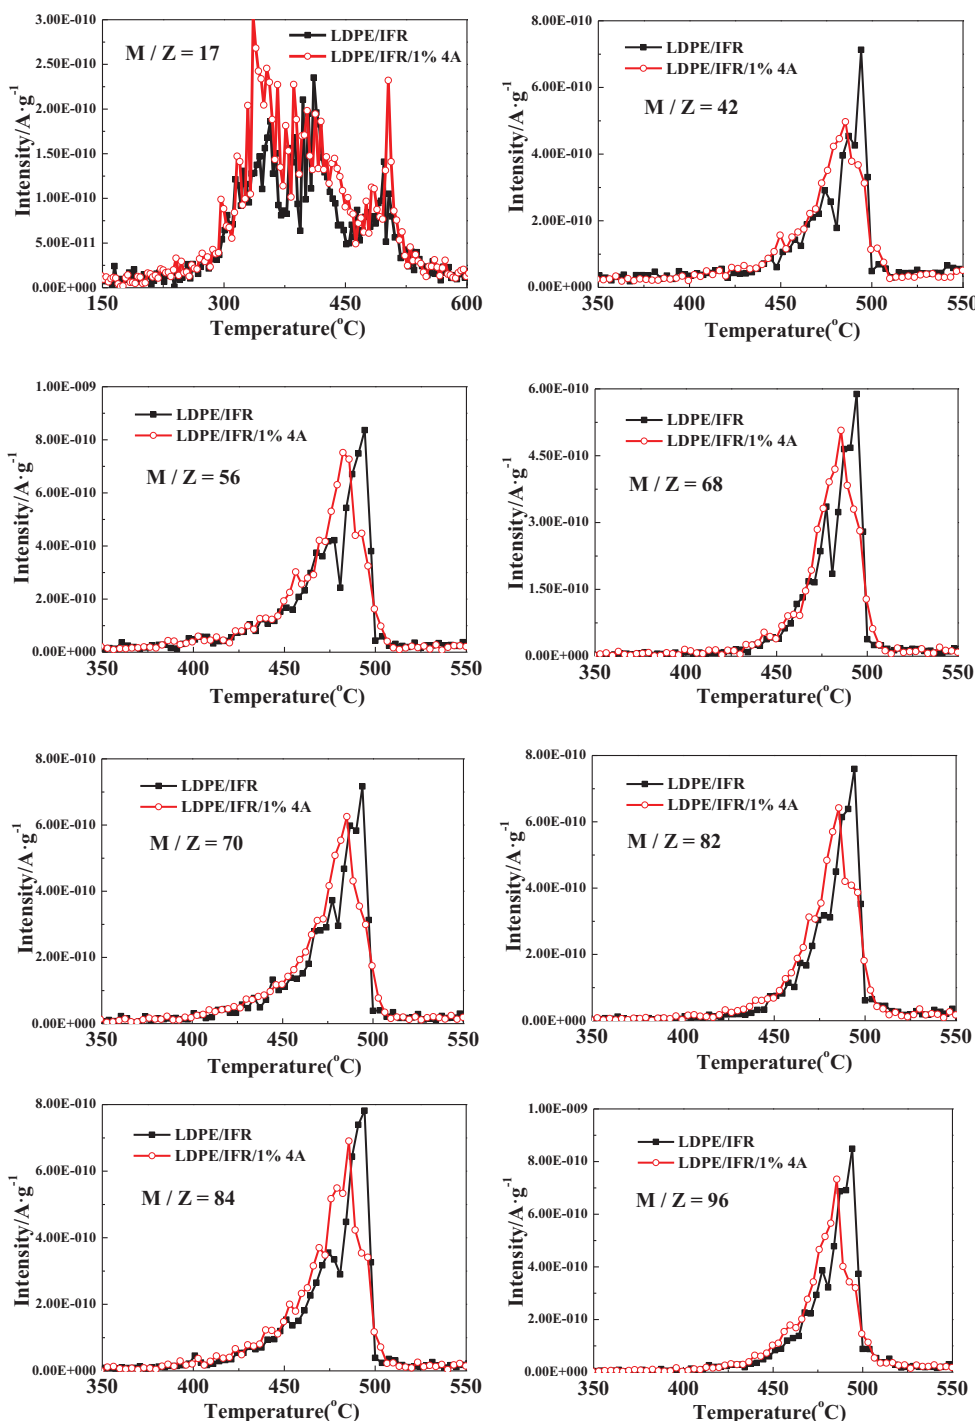 3.00E-010
2.50E-010
2.00E-010
1.50E-010
1.00E-010
5.00E-011
0.00E+000
Intensity/A·g⁻¹
M / Z = 17
LDPE/IFR
LDPE/IFR/1% 4A
150 300 450 600
Temperature(°C)
8.00E-010
6.00E-010
4.00E-010
2.00E-010
0.00E+000
Intensity/A·g⁻¹
LDPE/IFR
LDPE/IFR/1% 4A
M / Z = 42
350 400 450 500 550
Temperature(°C)
1.00E-009
8.00E-010
6.00E-010
4.00E-010
2.00E-010
0.00E+000
Intensity/A·g⁻¹
LDPE/IFR
LDPE/IFR/1% 4A
M / Z = 56
350 400 450 500 550
Temperature(°C)
6.00E-010
4.50E-010
3.00E-010
1.50E-010
0.00E+000
Intensity/A·g⁻¹
LDPE/IFR
LDPE/IFR/1% 4A
M / Z = 68
350 400 450 500 550
Temperature(°C)
8.00E-010
6.00E-010
4.00E-010
2.00E-010
0.00E+000
Intensity/A·g⁻¹
LDPE/IFR
LDPE/IFR/1% 4A
M / Z = 70
350 400 450 500 550
Temperature(°C)
8.00E-010
6.00E-010
4.00E-010
2.00E-010
0.00E+000
Intensity/A·g⁻¹
LDPE/IFR
LDPE/IFR/1% 4A
M / Z = 82
350 400 450 500 550
Temperature(°C)
8.00E-010
6.00E-010
4.00E-010
2.00E-010
0.00E+000
Intensity/A·g⁻¹
LDPE/IFR
LDPE/IFR/1% 4A
M / Z = 84
350 400 450 500 550
Temperature(°C)
1.00E-009
8.00E-010
6.00E-010
4.00E-010
2.00E-010
0.00E+000
Intensity/A·g⁻¹
LDPE/IFR
LDPE/IFR/1% 4A
M / Z = 96
350 400 450 500 550
Temperature(°C)